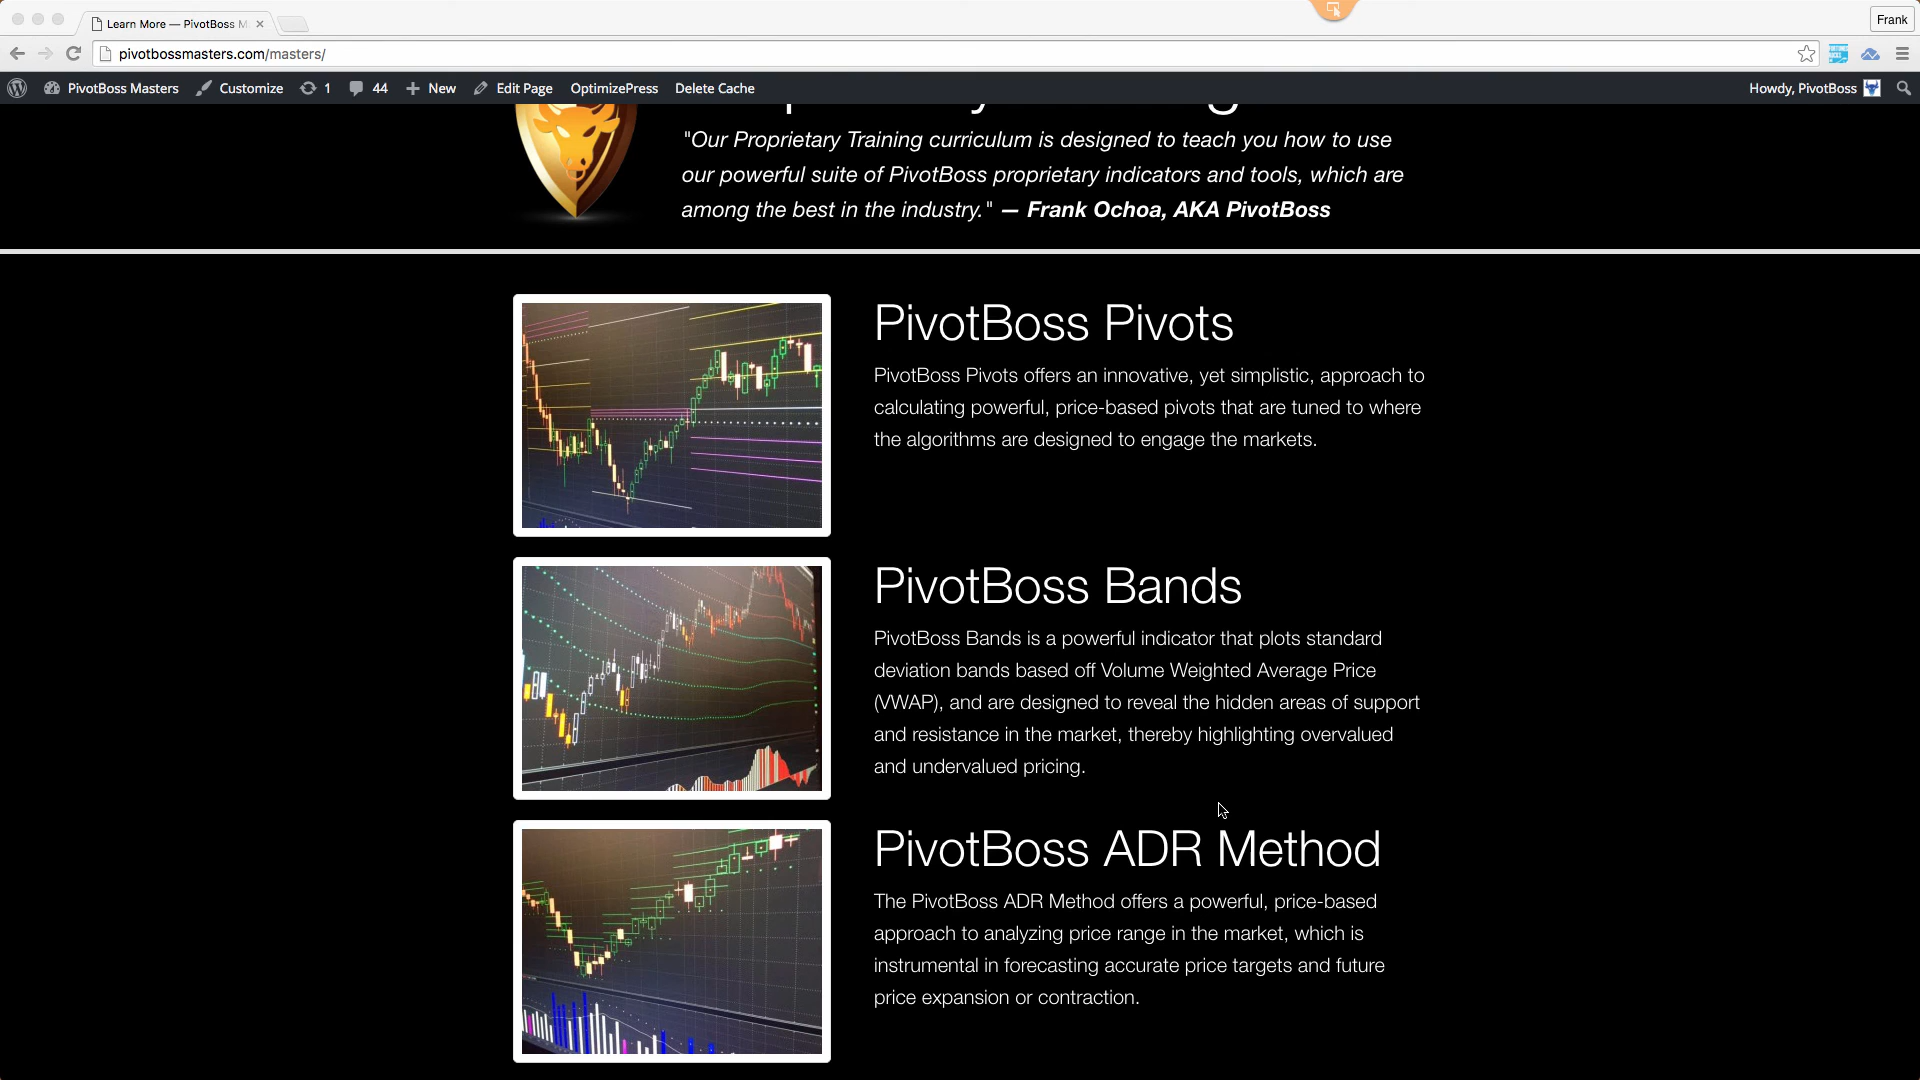 Learn More — PivotBoss M
Frank
pivotbossmasters.com/masters/
PivotBoss Masters Customize 1 44 New Edit Page OptimizePress Delete Cache Howdy, PivotBoss
"Our Proprietary Training curriculum is designed to teach you how to use
our powerful suite of PivotBoss proprietary indicators and tools, which are
among the best in the industry." — Frank Ochoa, AKA PivotBoss
PivotBoss Pivots
PivotBoss Pivots offers an innovative, yet simplistic, approach to
calculating powerful, price-based pivots that are tuned to where
the algorithms are designed to engage the markets.
PivotBoss Bands
PivotBoss Bands is a powerful indicator that plots standard
deviation bands based off Volume Weighted Average Price
(VWAP), and are designed to reveal the hidden areas of support
and resistance in the market, thereby highlighting overvalued
and undervalued pricing.
PivotBoss ADR Method
The PivotBoss ADR Method offers a powerful, price-based
approach to analyzing price range in the market, which is
instrumental in forecasting accurate price targets and future
price expansion or contraction.